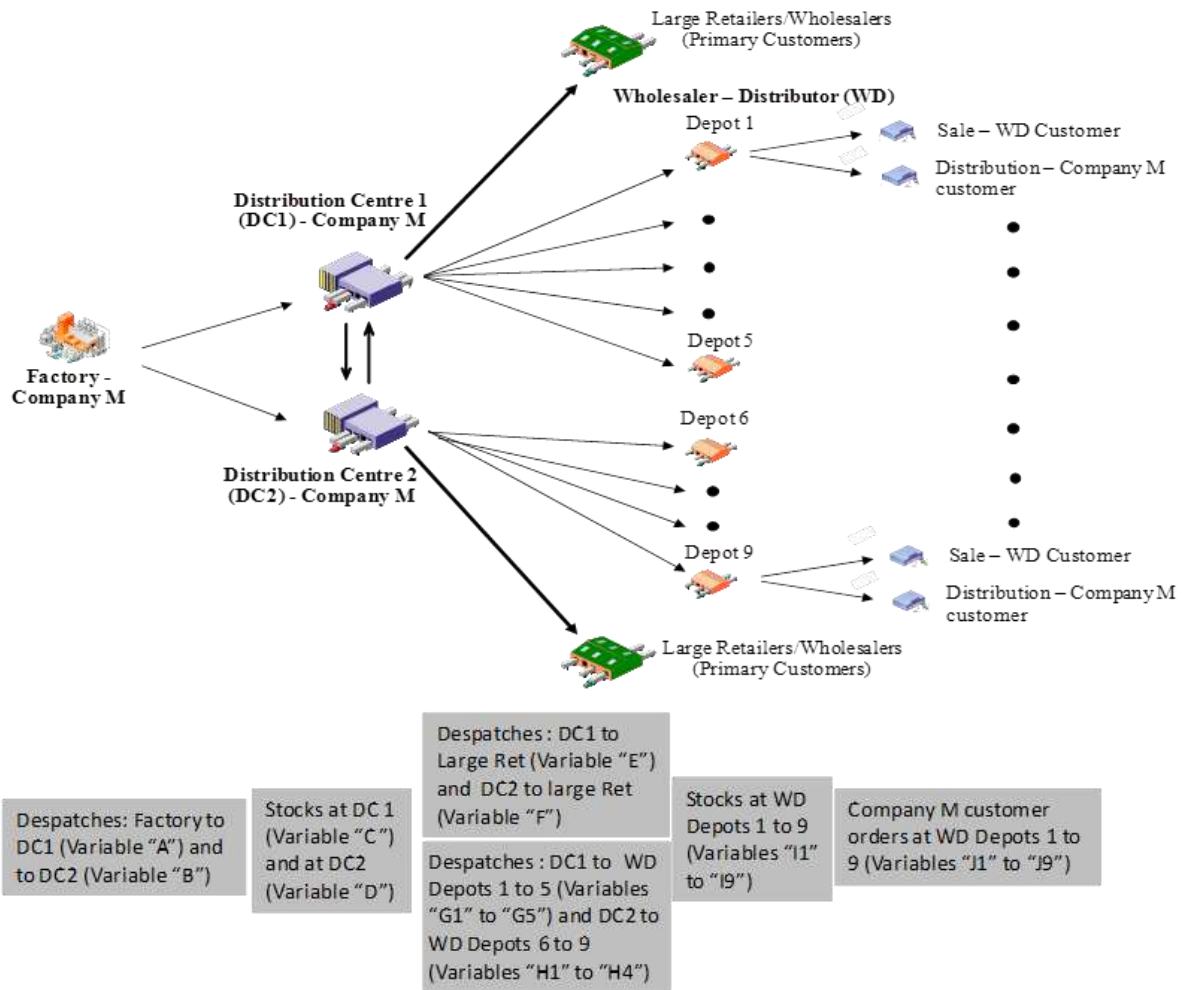 Large Retailers/Wholesalers
(Primary Customers)
Wholesaler – Distributor (WD)
Depot 1
Sale – WD Customer
Distribution – Company M
customer
Distribution Centre 1
(DC1) - Company M
Depot 5
Factory -
Company M
Depot 6
Distribution Centre 2
(DC2) - Company M
Depot 9
Sale – WD Customer
Distribution – Company M
customer
Large Retailers/Wholesalers
(Primary Customers)
Despatches: Factory to
DC1 (Variable “A”) and
to DC2 (Variable “B”)
Stocks at DC 1
(Variable “C”)
and at DC2
(Variable “D”)
Despatches : DC1 to
Large Ret (Variable “E”)
and DC2 to large Ret
(Variable “F”)
Despatches : DC1 to WD
Depots 1 to 5 (Variables
“G1” to “G5”) and DC2 to
WD Depots 6 to 9
(Variables “H1” to “H4”)
Stocks at WD
Depots 1 to 9
(Variables “I1”
to “I9”)
Company M customer
orders at WD Depots 1 to
9 (Variables “J1” to “J9”)